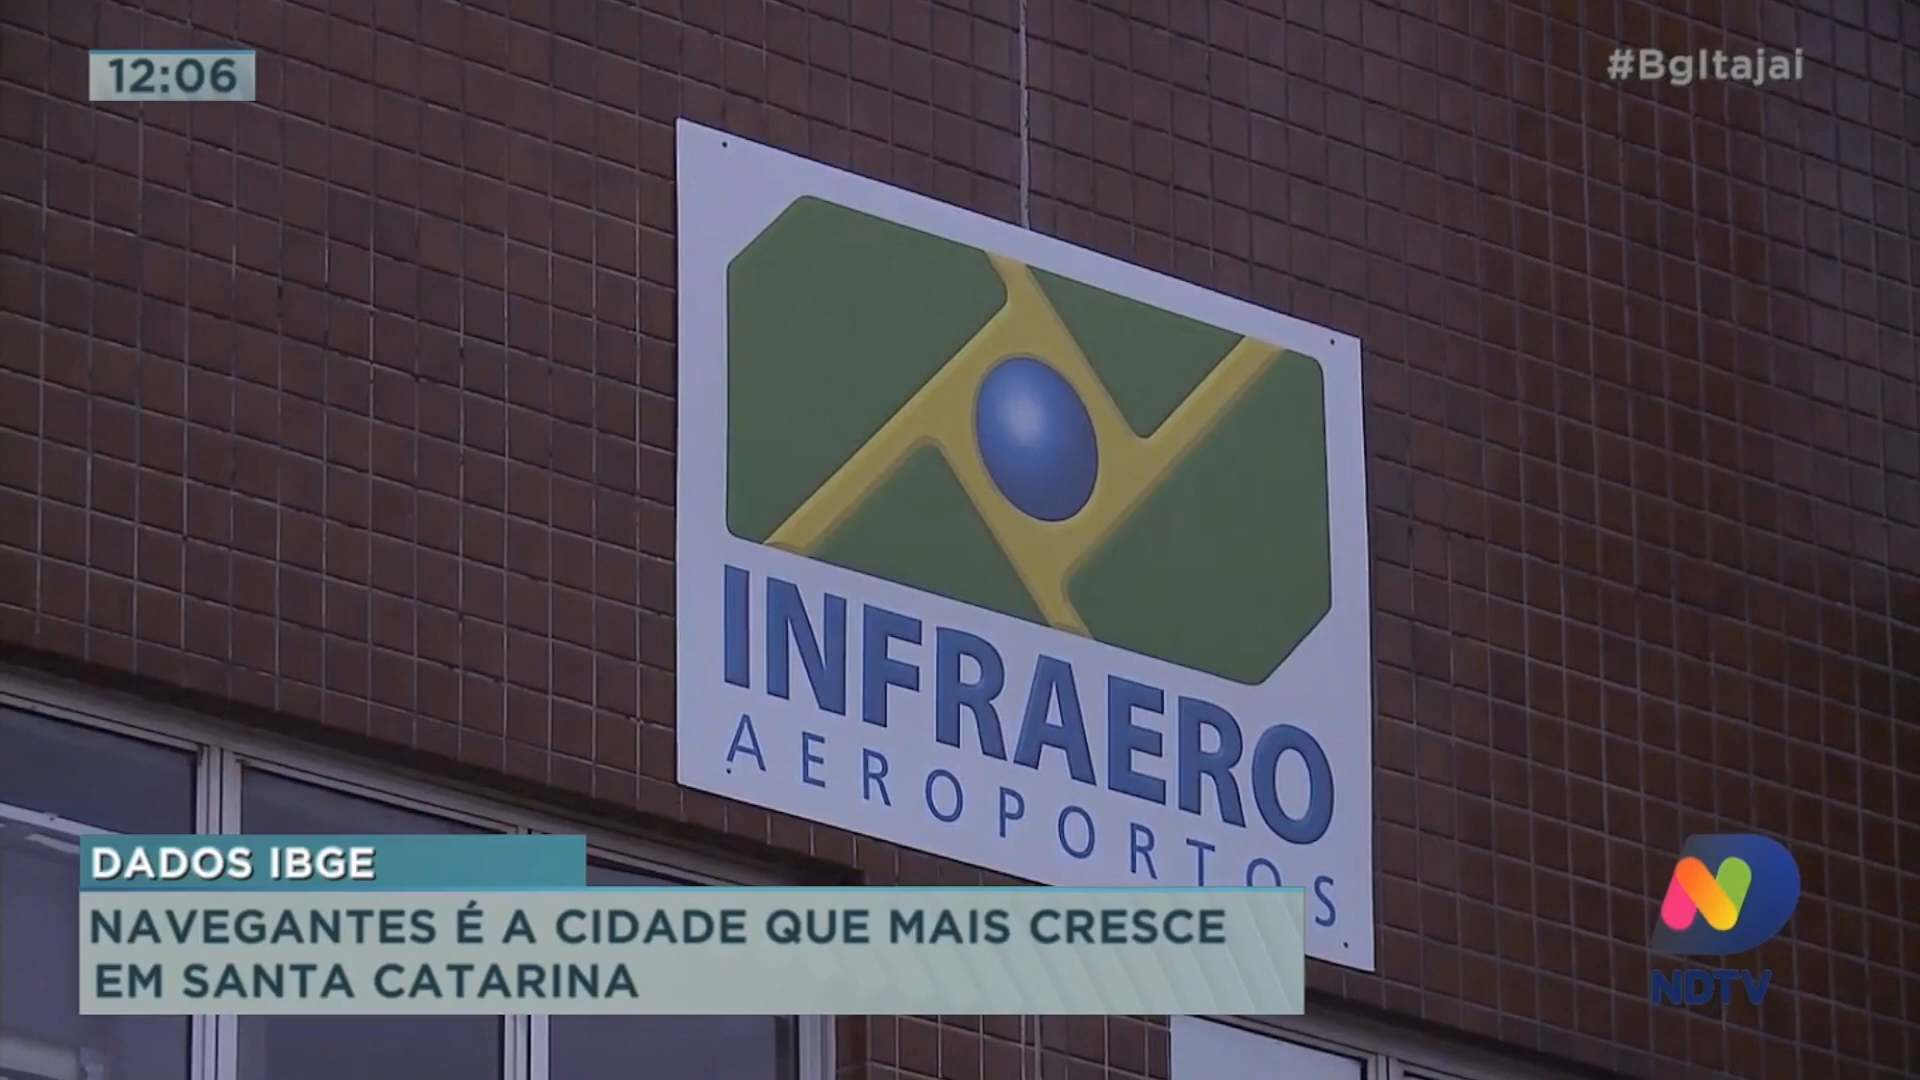 12:06
#BgItajai
INFRAERO
AEROPORTOS
DADOS IBGE
NAVEGANTES É A CIDADE QUE MAIS CRESCE
EM SANTA CATARINA
NDTV